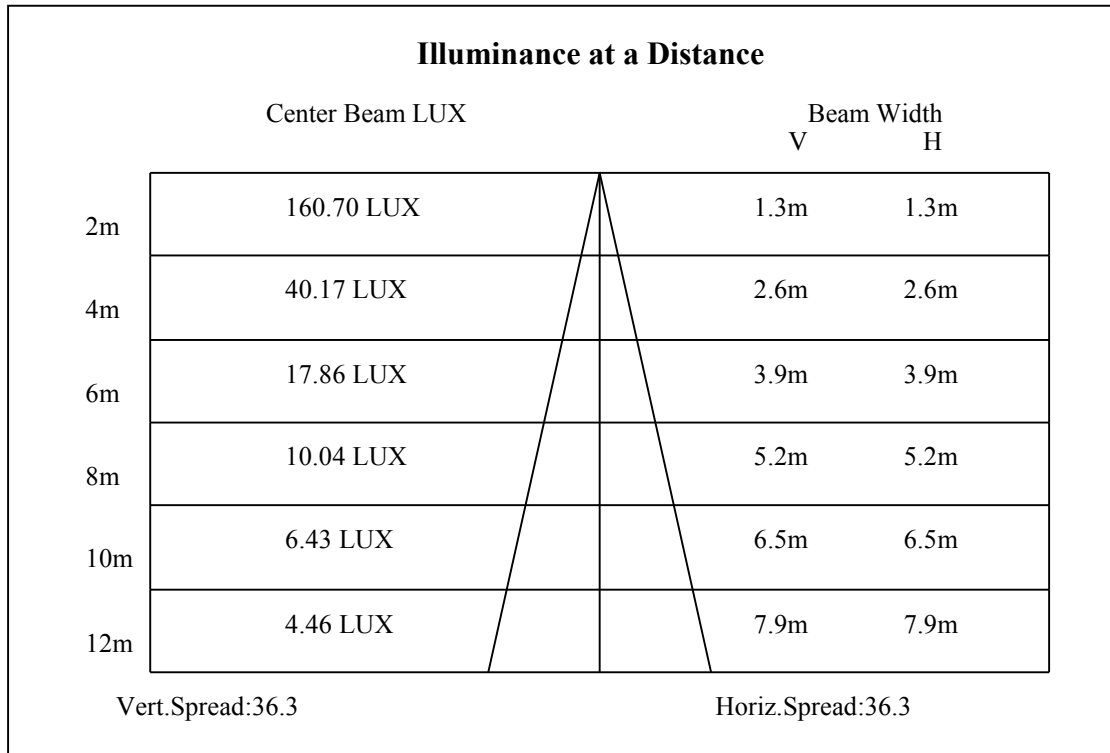 Illuminance at a Distance
Center Beam LUX Beam Width
V H
2m 160.70 LUX 1.3m 1.3m
4m 40.17 LUX 2.6m 2.6m
6m 17.86 LUX 3.9m 3.9m
8m 10.04 LUX 5.2m 5.2m
10m 6.43 LUX 6.5m 6.5m
12m 4.46 LUX 7.9m 7.9m
Vert.Spread:36.3 Horiz.Spread:36.3